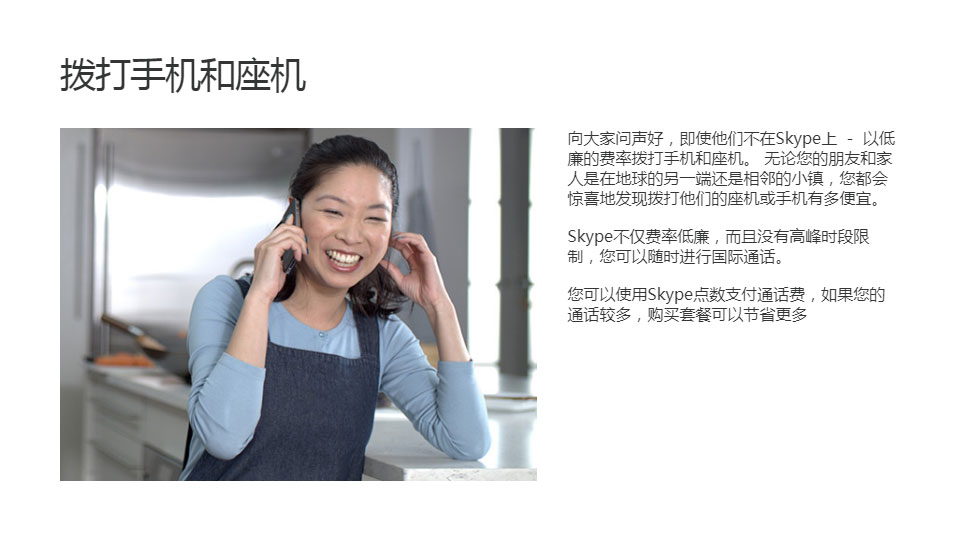 拨打手机和座机
向大家问声好，即使他们不在Skype上 - 以低
廉的费率拨打手机和座机。 无论您的朋友和家
人是在地球的另一端还是相邻的小镇，您都会
惊喜地发现拨打他们的座机或手机有多便宜。
Skype不仅费率低廉，而且没有高峰时段限
制，您可以随时进行国际通话。
您可以使用Skype点数支付通话费，如果您的
通话较多，购买套餐可以节省更多